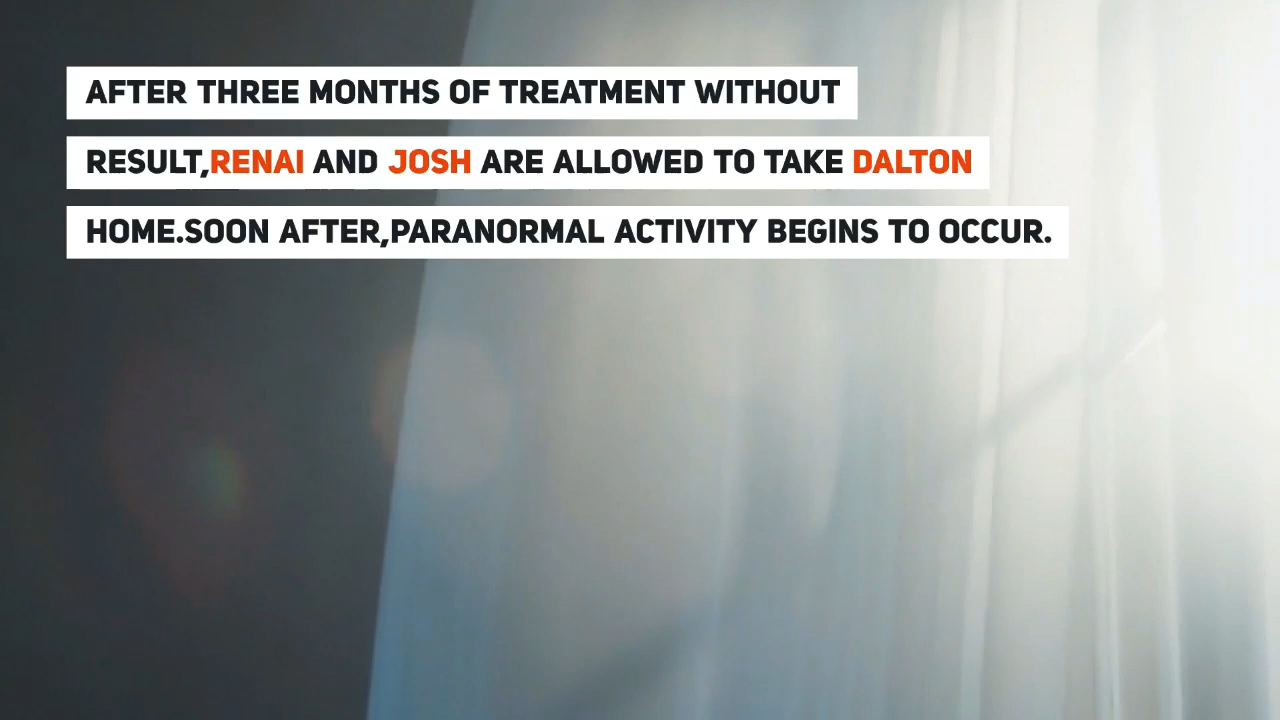 AFTER THREE MONTHS OF TREATMENT WITHOUT
RESULT,RENAI AND JOSH ARE ALLOWED TO TAKE DALTON
HOME.SOON AFTER,PARANORMAL ACTIVITY BEGINS TO OCCUR.